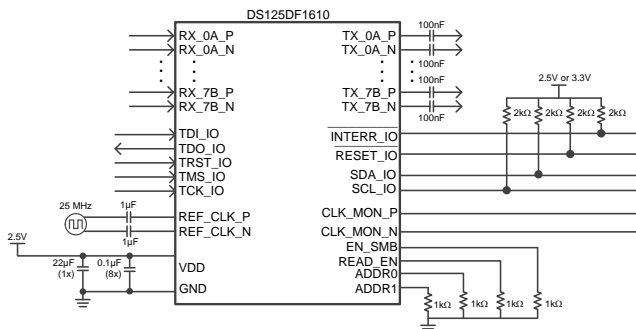 DS125DF1610
RX_0A_P
RX_0A_N
RX_7B_P
RX_7B_N
TDI_IO
TDO_IO
TRST_IO
TMS_IO
TCK_IO
25 MHz
1µF
REF_CLK_P
REF_CLK_N
1µF
2.5V
22µF
(1x)
0.1µF
(8x)
VDD
GND
100nF
TX_0A_P
TX_0A_N
100nF
100nF
TX_7B_P
TX_7B_N
100nF
2.5V or 3.3V
2kΩ
2kΩ
2kΩ
2kΩ
INTERR_IO
RESET_IO
SDA_IO
SCL_IO
CLK_MON_P
CLK_MON_N
EN_SMB
READ_EN
ADDR0
ADDR1
1kΩ
1kΩ
1kΩ
1kΩ